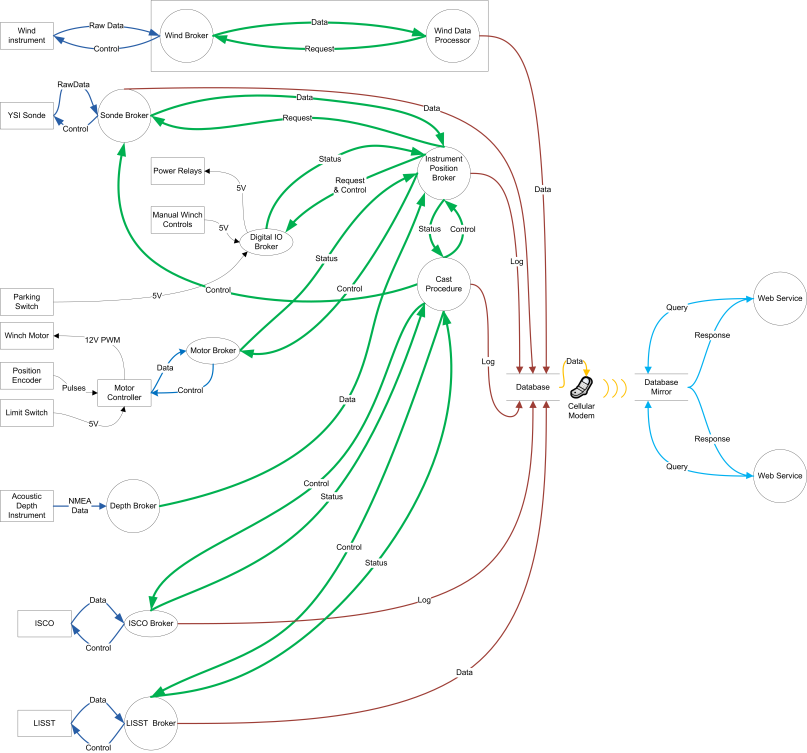 Wind
instrument
Raw Data
Control
Wind Broker
Data
Request
Wind Data
Processor
YSI Sonde
RawData
Control
Sonde Broker
Data
Request
Data
Power Relays
5V
Manual Winch
Controls
5V
Digital IO
Broker
Status
Request
& Control
Instrument
Position
Broker
Data
Status
Control
Status
Control
Log
Cast
Procedure
Parking
Switch
5V
Control
Winch Motor
12V PWM
Position
Encoder
Pulses
Motor
Controller
Limit Switch
5V
Data
Control
Motor Broker
Log
Database
Data
Cellular
Modem
Database
Mirror
Query
Response
Web Service
Response
Query
Web Service
Data
Acoustic
Depth
Instrument
NMEA
Data
Depth Broker
Control
Status
Control
Status
ISCO
Data
Control
ISCO Broker
Log
LISST
Data
Control
LISST Broker
Data